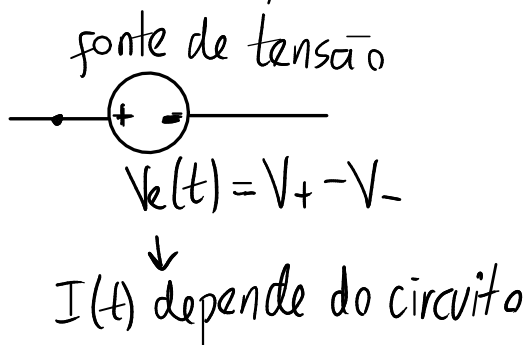 fonte de tensão
+ -
Ve(t) = V+ - V-
↓
I(t) depende do circuito